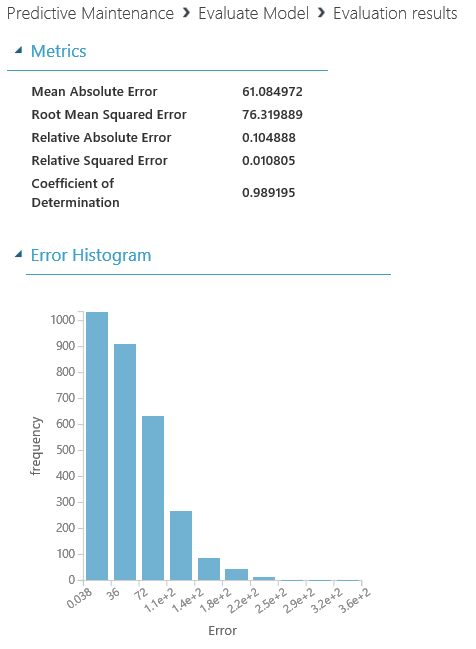 Predictive Maintenance › Evaluate Model › Evaluation results
Metrics
Mean Absolute Error 61.084972
Root Mean Squared Error 76.319889
Relative Absolute Error 0.104888
Relative Squared Error 0.010805
Coefficient of
Determination 0.989195
Error Histogram
1000
900
800
700
600
500
400
300
200
100
0
frequency
0.038 36 72 1.1e+2 1.4e+2 1.8e+2 2.2e+2 2.5e+2 2.9e+2 3.2e+2 3.6e+2
Error